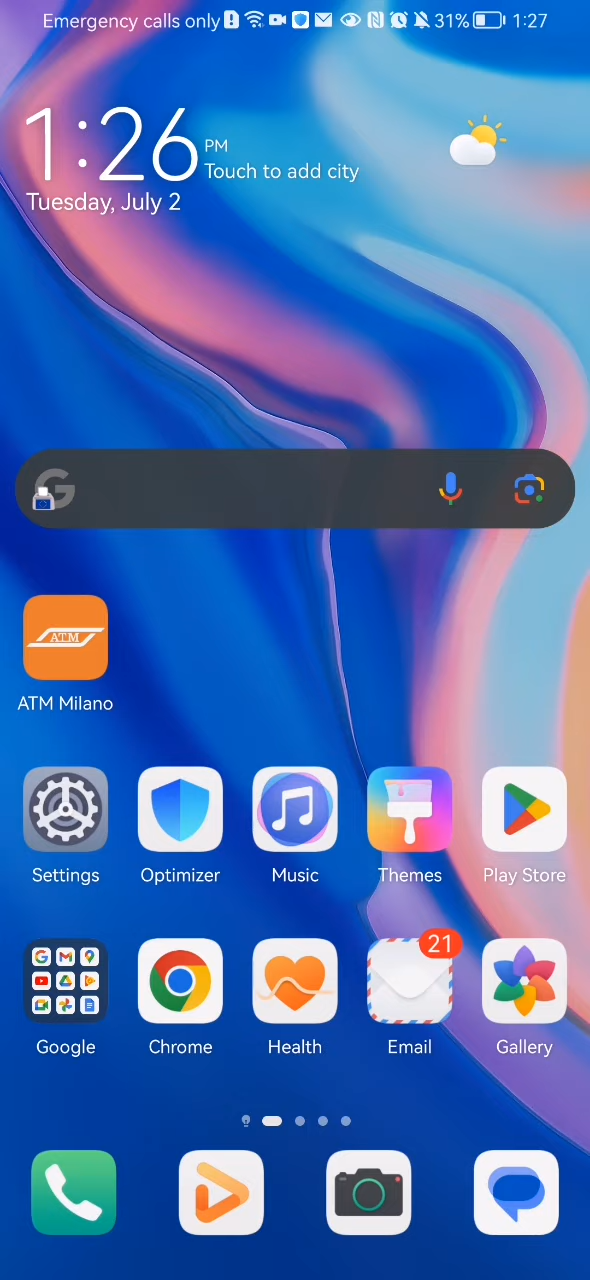 Emergency calls only 31% 1:27
1:26 PM
Touch to add city
Tuesday, July 2
ATM
ATM Milano
Settings Optimizer Music Themes Play Store
21
Google Chrome Health Email Gallery